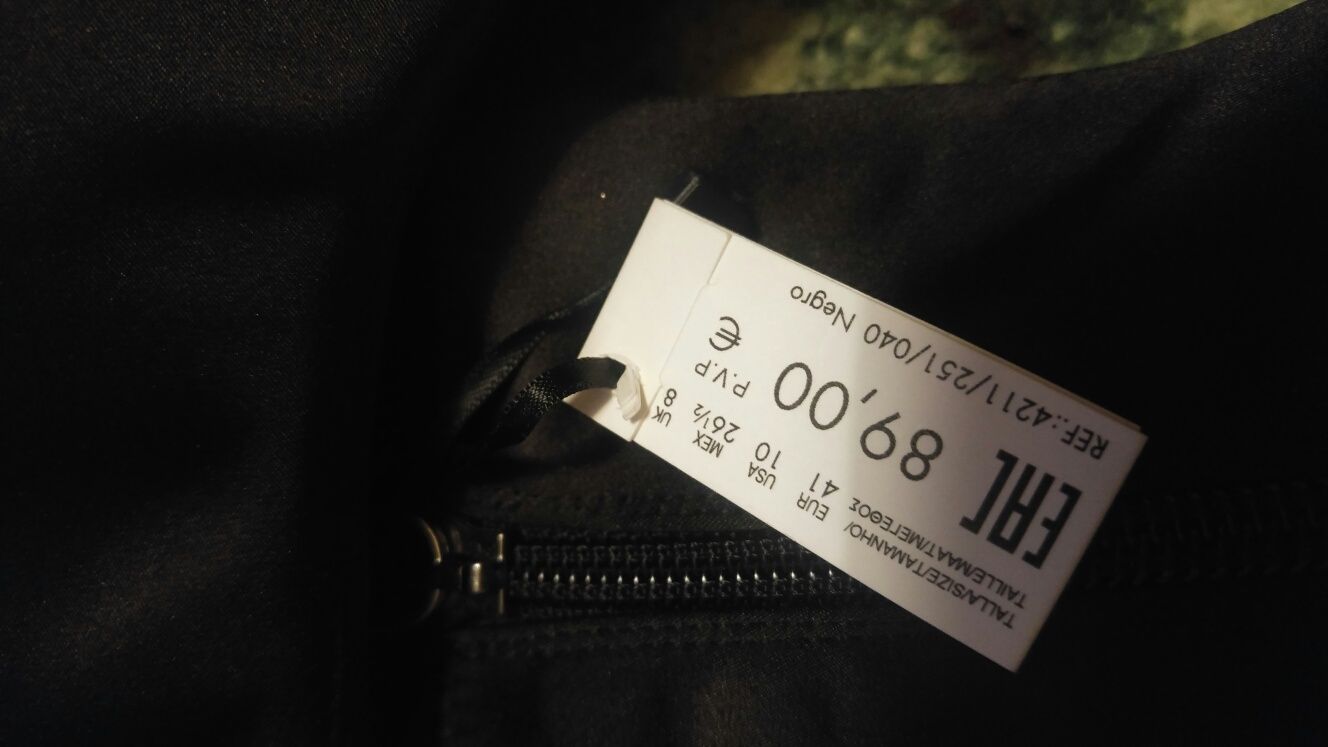 REF.:4211/251/040 Negro
EAC
89,00
P.V.P €
TALLA/SIZE/TAMANHO/
TAILLE/MAAT/ΜΕΓΕΘΟΣ
EUR 41
USA 10
MEX 26½
UK 8